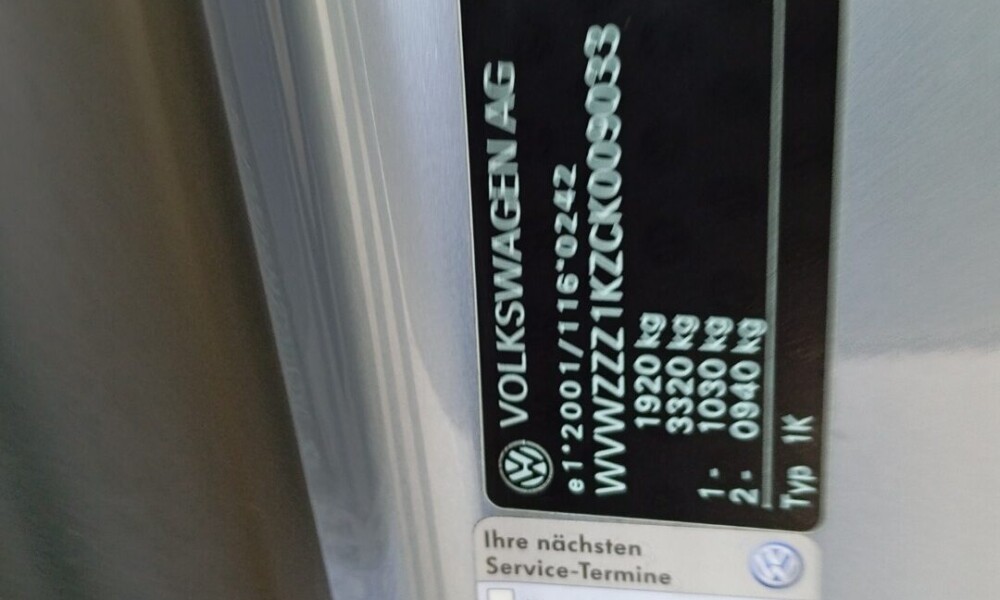 VOLKSWAGEN AG
e1*2001/116*0242
WVWZZZ1KZCK009033
1920 kg
3320 kg
1- 1030 kg
2- 0940 kg
Typ 1K
Ihre nächsten
Service-Termine